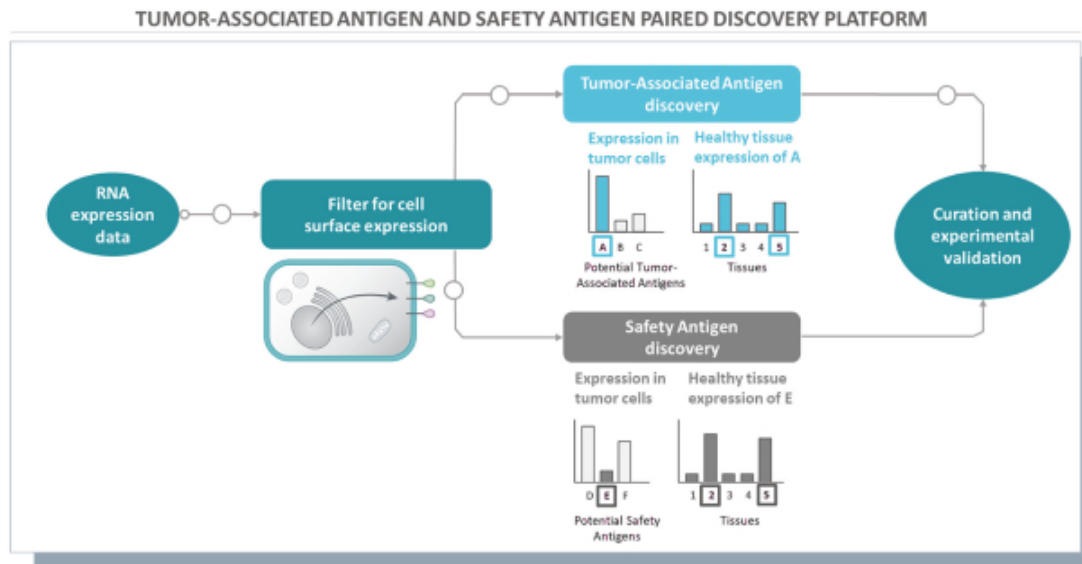 TUMOR-ASSOCIATED ANTIGEN AND SAFETY ANTIGEN PAIRED DISCOVERY PLATFORM
RNA
expression
data
Filter for cell
surface expression
Tumor-Associated Antigen
discovery
Expression in
tumor cells
A B C
Potential Tumor-
Associated Antigens
Healthy tissue
expression of A
1 2 3 4 5
Tissues
Safety Antigen
discovery
Expression in
tumor cells
D E F
Potential Safety
Antigens
Healthy tissue
expression of E
1 2 3 4 5
Tissues
Curation and
experimental
validation